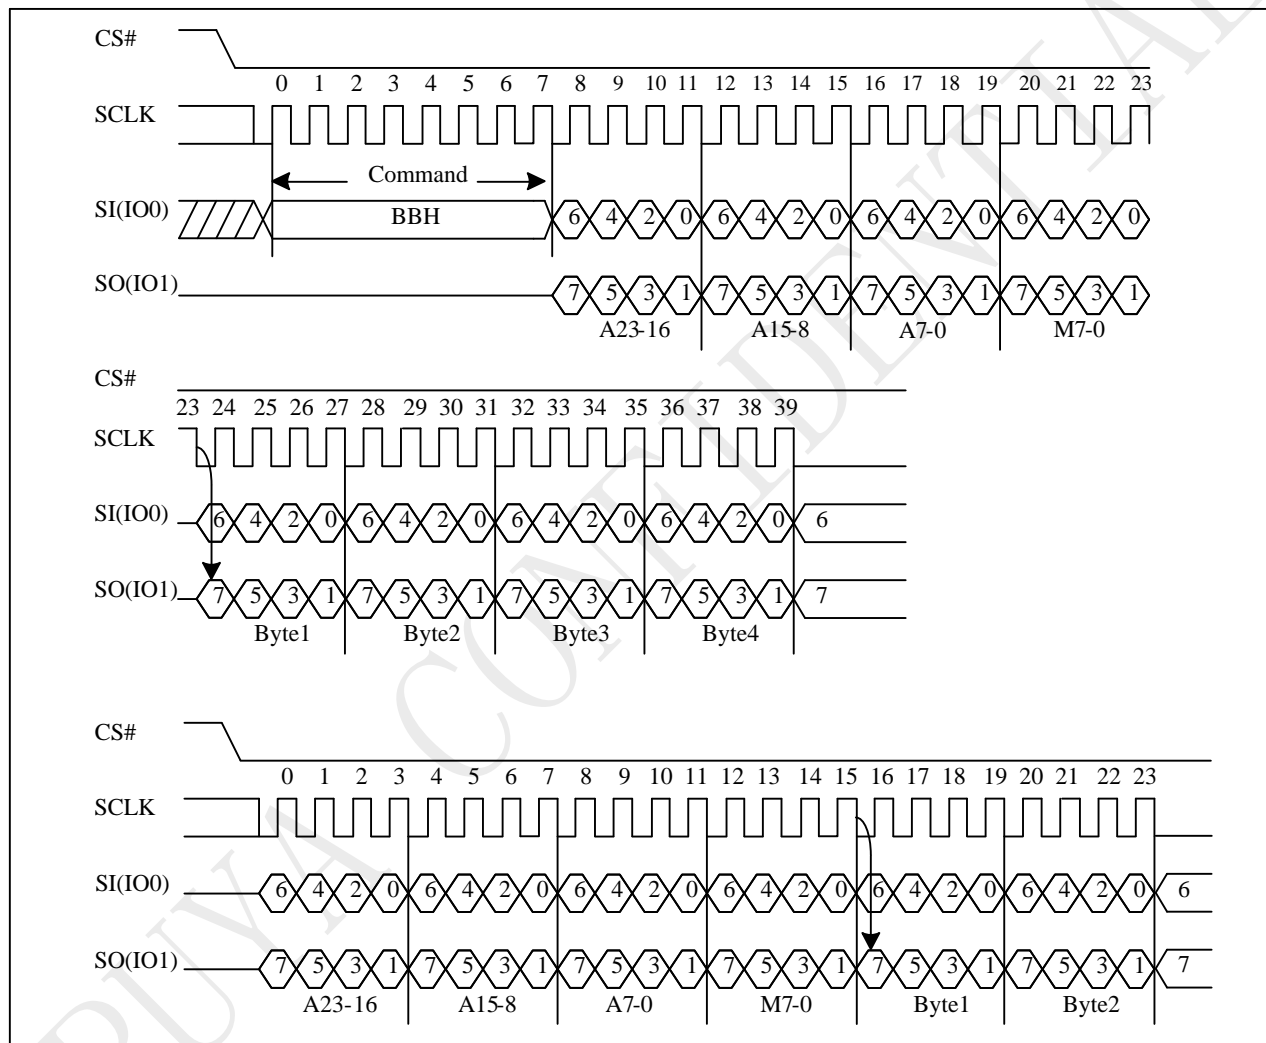 CS#
0 1 2 3 4 5 6 7 8 9 10 11 12 13 14 15 16 17 18 19 20 21 22 23
SCLK
Command
SI(IO0) BBH 6 4 2 0 6 4 2 0 6 4 2 0 6 4 2 0
SO(IO1) 7 5 3 1 7 5 3 1 7 5 3 1 7 5 3 1
A23-16 A15-8 A7-0 M7-0
CS#
23 24 25 26 27 28 29 30 31 32 33 34 35 36 37 38 39
SCLK
SI(IO0) 6 4 2 0 6 4 2 0 6 4 2 0 6 4 2 0 6
SO(IO1) 7 5 3 1 7 5 3 1 7 5 3 1 7 5 3 1 7
Byte1 Byte2 Byte3 Byte4
CS#
0 1 2 3 4 5 6 7 8 9 10 11 12 13 14 15 16 17 18 19 20 21 22 23
SCLK
SI(IO0) 6 4 2 0 6 4 2 0 6 4 2 0 6 4 2 0 6 4 2 0 6 4 2 0 6
SO(IO1) 7 5 3 1 7 5 3 1 7 5 3 1 7 5 3 1 7 5 3 1 7 5 3 1 7
A23-16 A15-8 A7-0 M7-0 Byte1 Byte2
PUYA CONFIDENTIAL